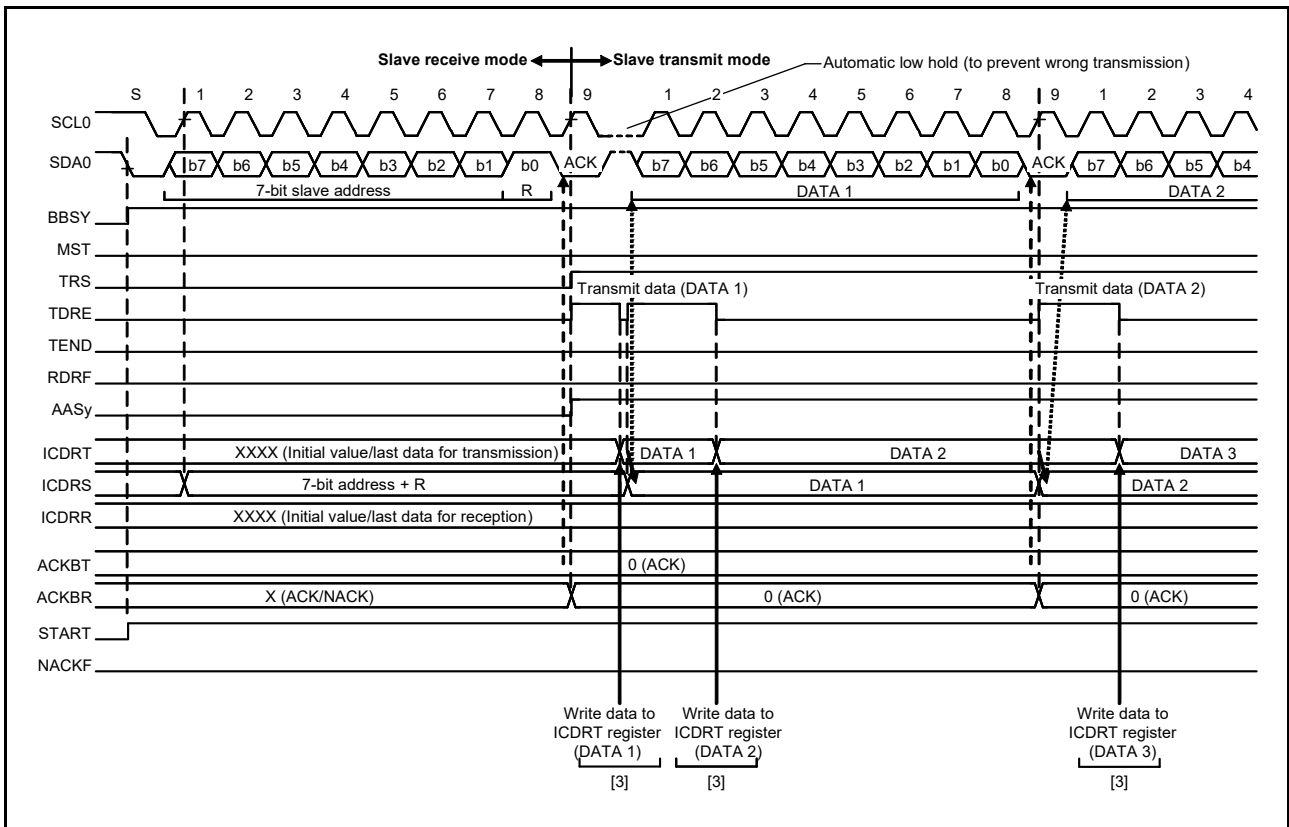 Slave receive mode Slave transmit mode
Automatic low hold (to prevent wrong transmission)
S 1 2 3 4 5 6 7 8 9 1 2 3 4 5 6 7 8 9 1 2 3 4
SCL0
SDA0 b7 b6 b5 b4 b3 b2 b1 b0 ACK b7 b6 b5 b4 b3 b2 b1 b0 ACK b7 b6 b5 b4
7-bit slave address R DATA 1 DATA 2
BBSY
MST
TRS
Transmit data (DATA 1) Transmit data (DATA 2)
TDRE
TEND
RDRF
AASy
ICDRT XXXX (Initial value/last data for transmission) DATA 1 DATA 2 DATA 3
ICDRS 7-bit address + R DATA 1 DATA 2
ICDRR XXXX (Initial value/last data for reception)
ACKBT 0 (ACK)
ACKBR X (ACK/NACK) 0 (ACK) 0 (ACK)
START
NACKF
Write data to Write data to Write data to
ICDRT register ICDRT register ICDRT register
(DATA 1) (DATA 2) (DATA 3)
[3] [3] [3]